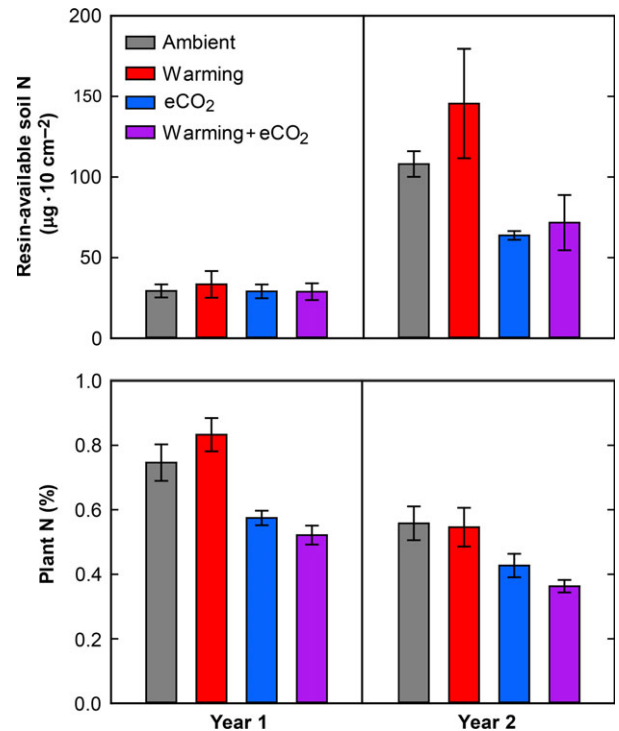 Resin-available soil N
(µg · 10 cm⁻²)
200
150
100
50
0
Ambient
Warming
eCO₂
Warming + eCO₂
Plant N (%)
1.0
0.8
0.6
0.4
0.2
0.0
Year 1
Year 2